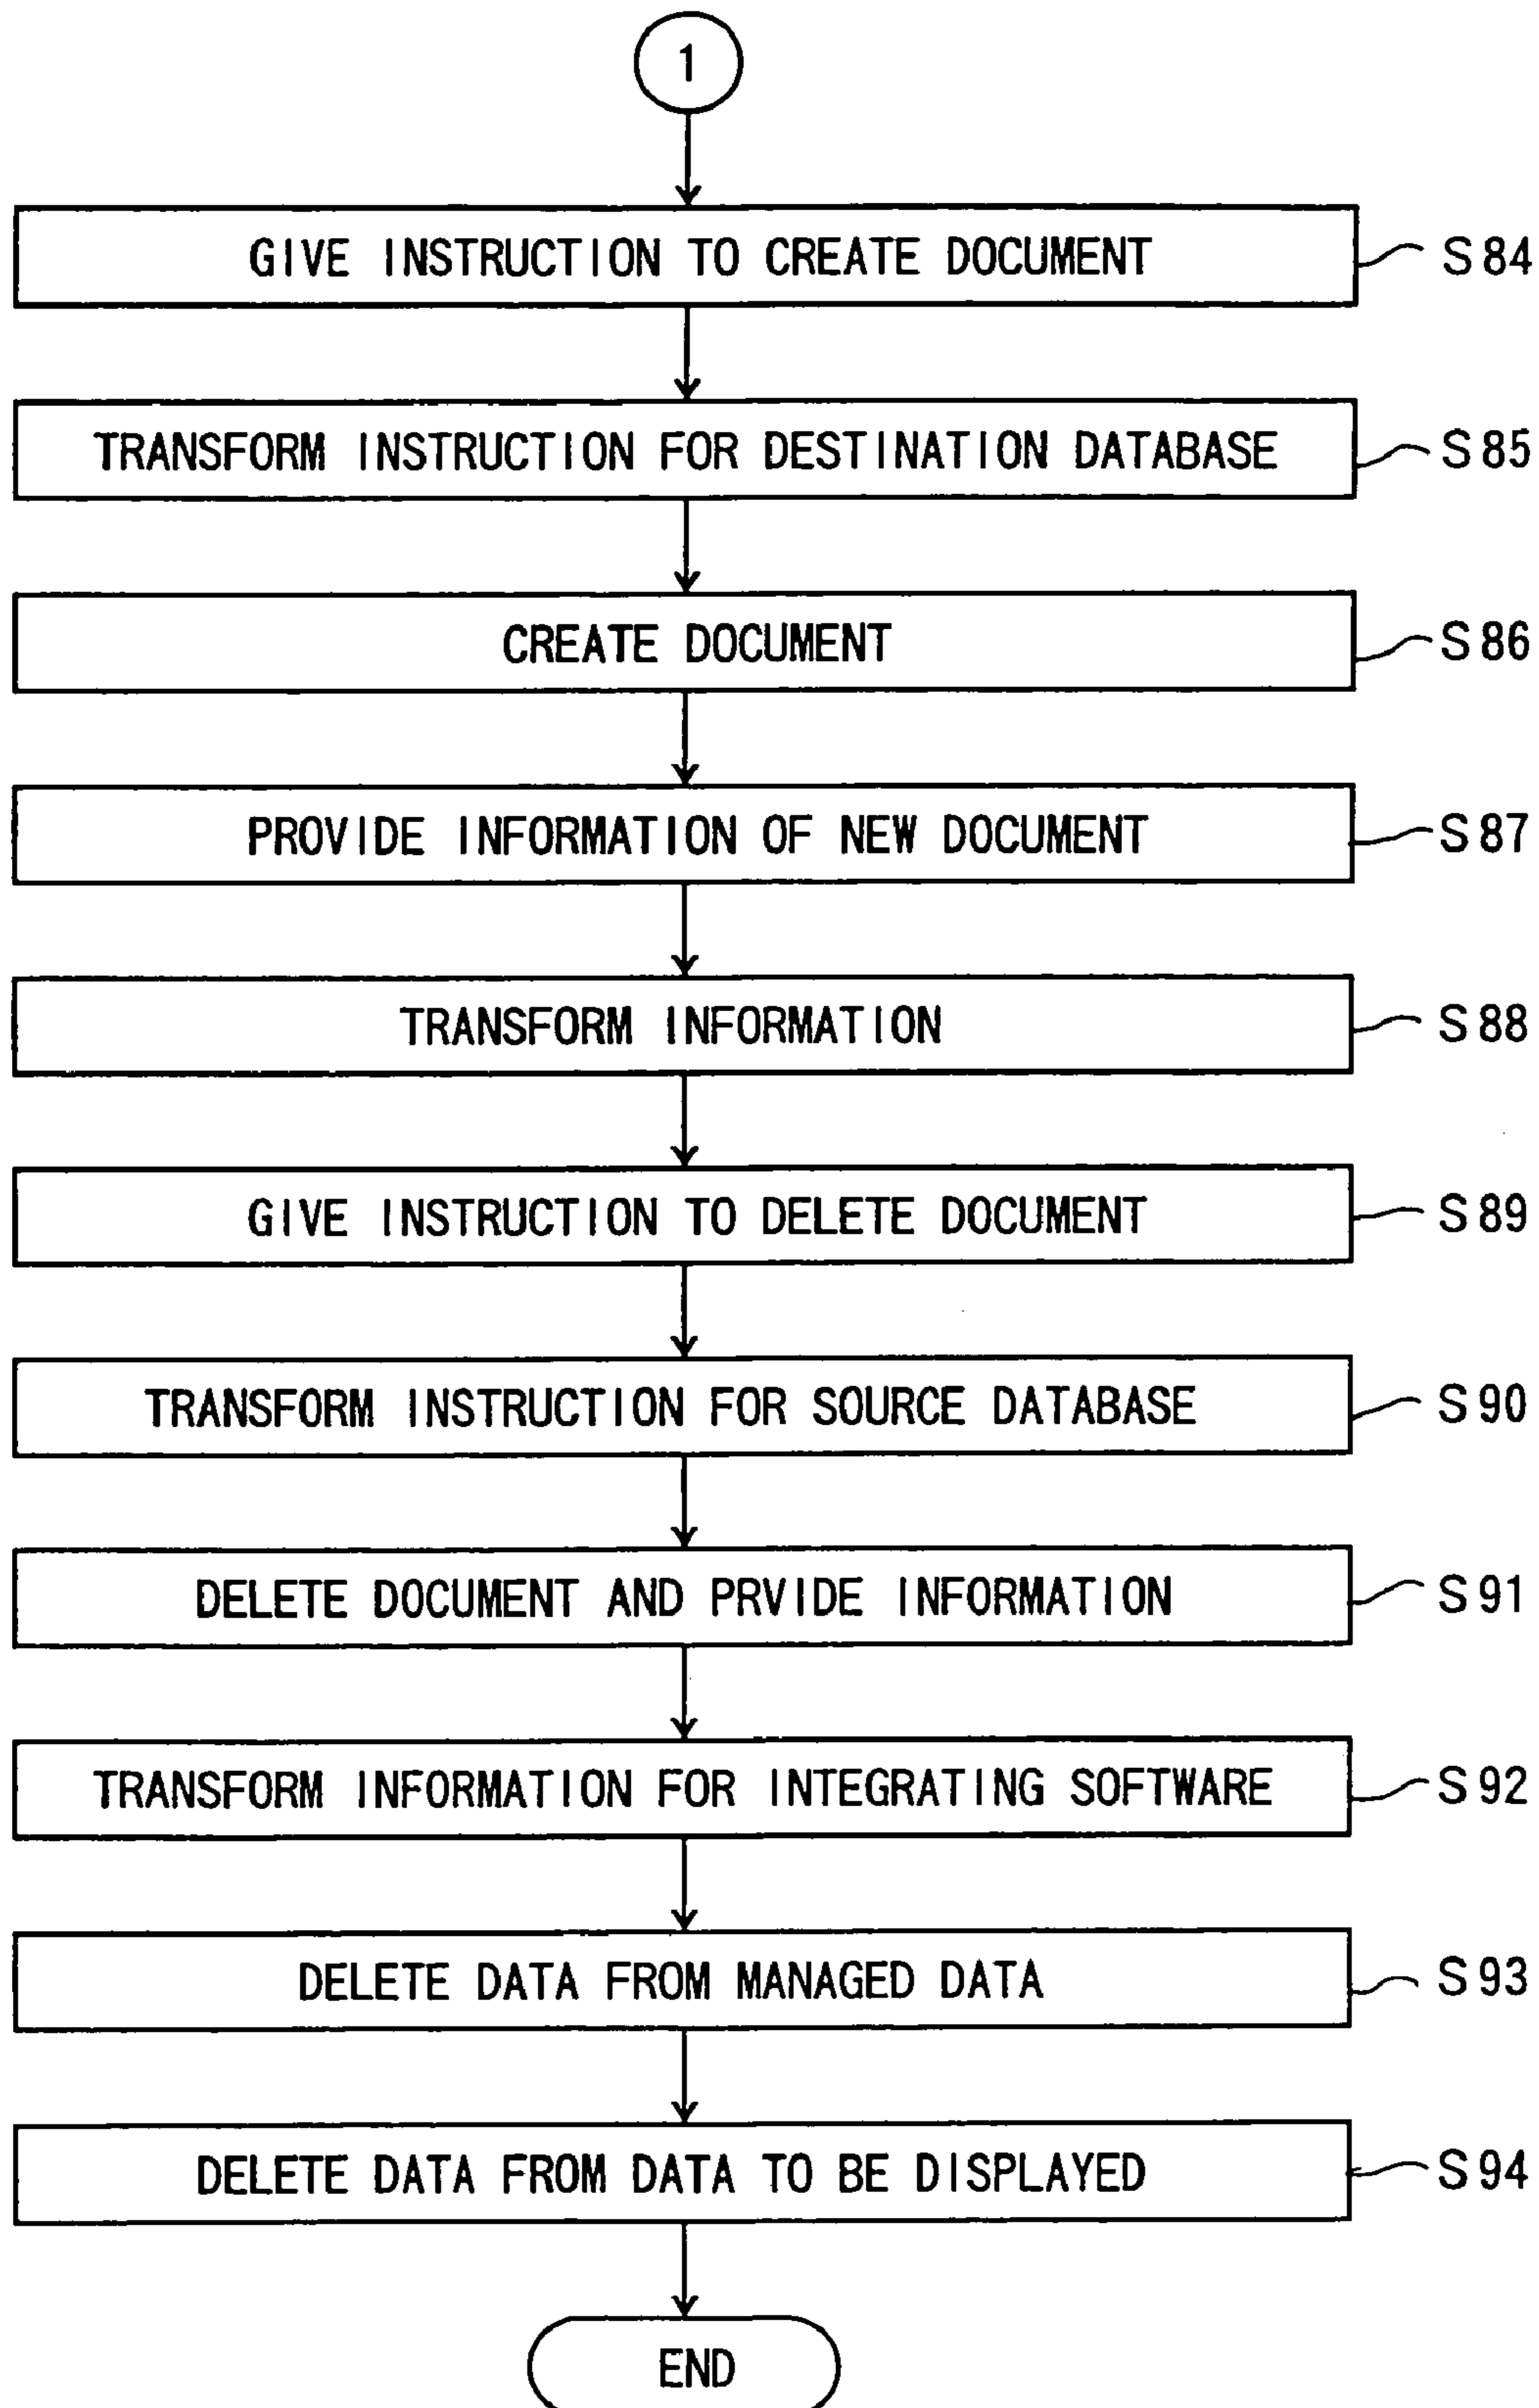 1
GIVE INSTRUCTION TO CREATE DOCUMENT S84
TRANSFORM INSTRUCTION FOR DESTINATION DATABASE S85
CREATE DOCUMENT S86
PROVIDE INFORMATION OF NEW DOCUMENT S87
TRANSFORM INFORMATION S88
GIVE INSTRUCTION TO DELETE DOCUMENT S89
TRANSFORM INSTRUCTION FOR SOURCE DATABASE S90
DELETE DOCUMENT AND PRVIDE INFORMATION S91
TRANSFORM INFORMATION FOR INTEGRATING SOFTWARE S92
DELETE DATA FROM MANAGED DATA S93
DELETE DATA FROM DATA TO BE DISPLAYED S94
END